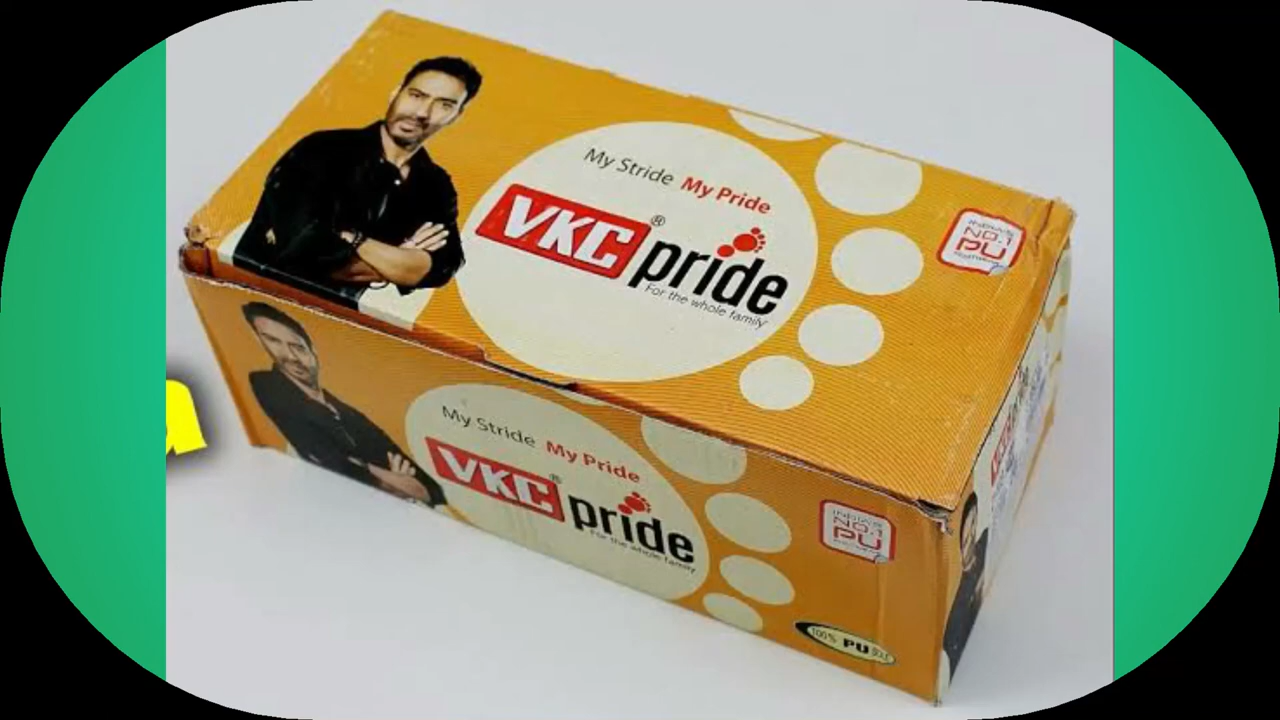 My Stride My Pride
VKC® pride
For the whole family
INDIA'S
NO.1
PU
My Stride My Pride
VKC® pride
For the whole family
INDIA'S
NO.1
PU
100% PU SOLE